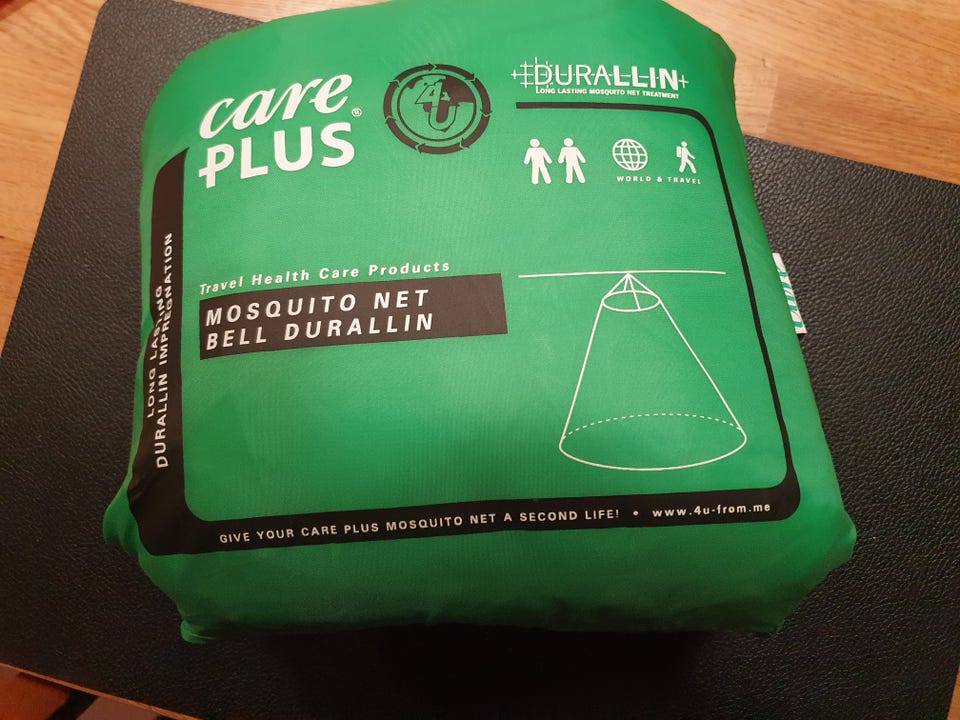 care
PLUS®
4U
DURALLIN
LONG LASTING MOSQUITO NET TREATMENT
WORLD & TRAVEL
Travel Health Care Products
MOSQUITO NET
BELL DURALLIN
LONG LASTING
DURALLIN IMPREGNATION
GIVE YOUR CARE PLUS MOSQUITO NET A SECOND LIFE! • www.4u-from.me